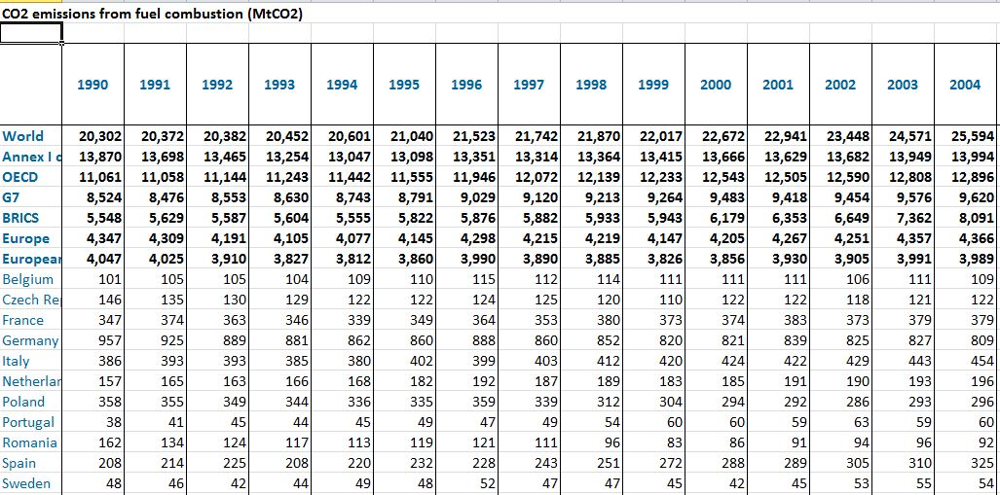 CO2 emissions from fuel combustion (MtCO2)
1990 1991 1992 1993 1994 1995 1996 1997 1998 1999 2000 2001 2002 2003 2004
World 20,302 20,372 20,382 20,452 20,601 21,040 21,523 21,742 21,870 22,017 22,672 22,941 23,448 24,571 25,594
Annex I c 13,870 13,698 13,465 13,254 13,047 13,098 13,351 13,314 13,364 13,415 13,666 13,629 13,682 13,949 13,994
OECD 11,061 11,058 11,144 11,243 11,442 11,555 11,946 12,072 12,139 12,233 12,543 12,505 12,590 12,808 12,896
G7 8,524 8,476 8,553 8,630 8,743 8,791 9,029 9,120 9,213 9,264 9,483 9,418 9,454 9,576 9,620
BRICS 5,548 5,629 5,587 5,604 5,555 5,822 5,876 5,882 5,933 5,943 6,179 6,353 6,649 7,362 8,091
Europe 4,347 4,309 4,191 4,105 4,077 4,145 4,298 4,215 4,219 4,147 4,205 4,267 4,251 4,357 4,366
European 4,047 4,025 3,910 3,827 3,812 3,860 3,990 3,890 3,885 3,826 3,856 3,930 3,905 3,991 3,989
Belgium 101 105 105 104 109 110 115 112 114 111 111 111 106 111 109
Czech Re 146 135 130 129 122 122 124 125 120 110 122 122 118 121 122
France 347 374 363 346 339 349 364 353 380 373 374 383 373 379 379
Germany 957 925 889 881 862 860 888 860 852 820 821 839 825 827 809
Italy 386 393 393 385 380 402 399 403 412 420 424 422 429 443 454
Netherlar 157 165 163 166 168 182 192 187 189 183 185 191 190 193 196
Poland 358 355 349 344 336 335 359 339 312 304 294 292 286 293 296
Portugal 38 41 45 44 45 49 47 49 54 60 60 59 63 59 60
Romania 162 134 124 117 113 119 121 111 96 83 86 91 94 96 92
Spain 208 214 225 208 220 232 228 243 251 272 288 289 305 310 325
Sweden 48 46 42 44 49 48 52 47 47 45 42 45 53 55 54